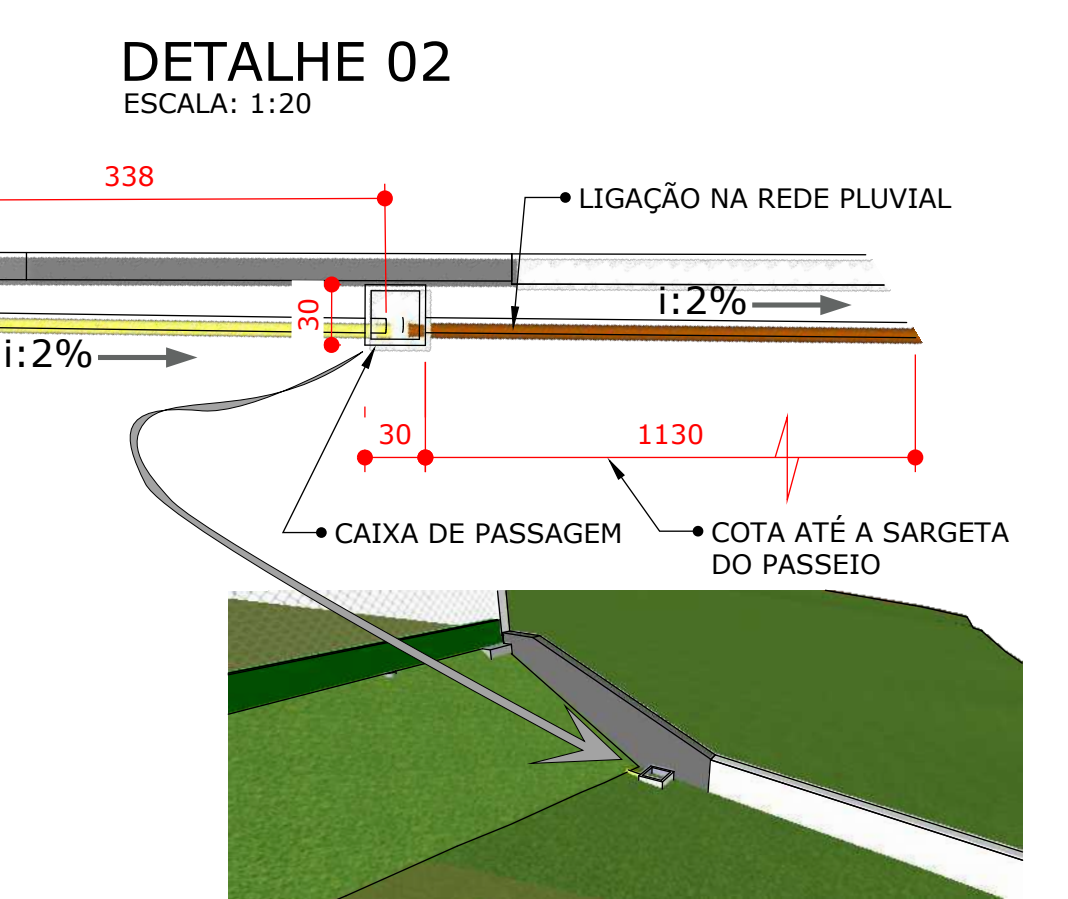 DETALHE 02
ESCALA: 1:20
338
LIGAÇÃO NA REDE PLUVIAL
30
i:2%
i:2%
30
1130
CAIXA DE PASSAGEM
COTA ATÉ A SARGETA
DO PASSEIO